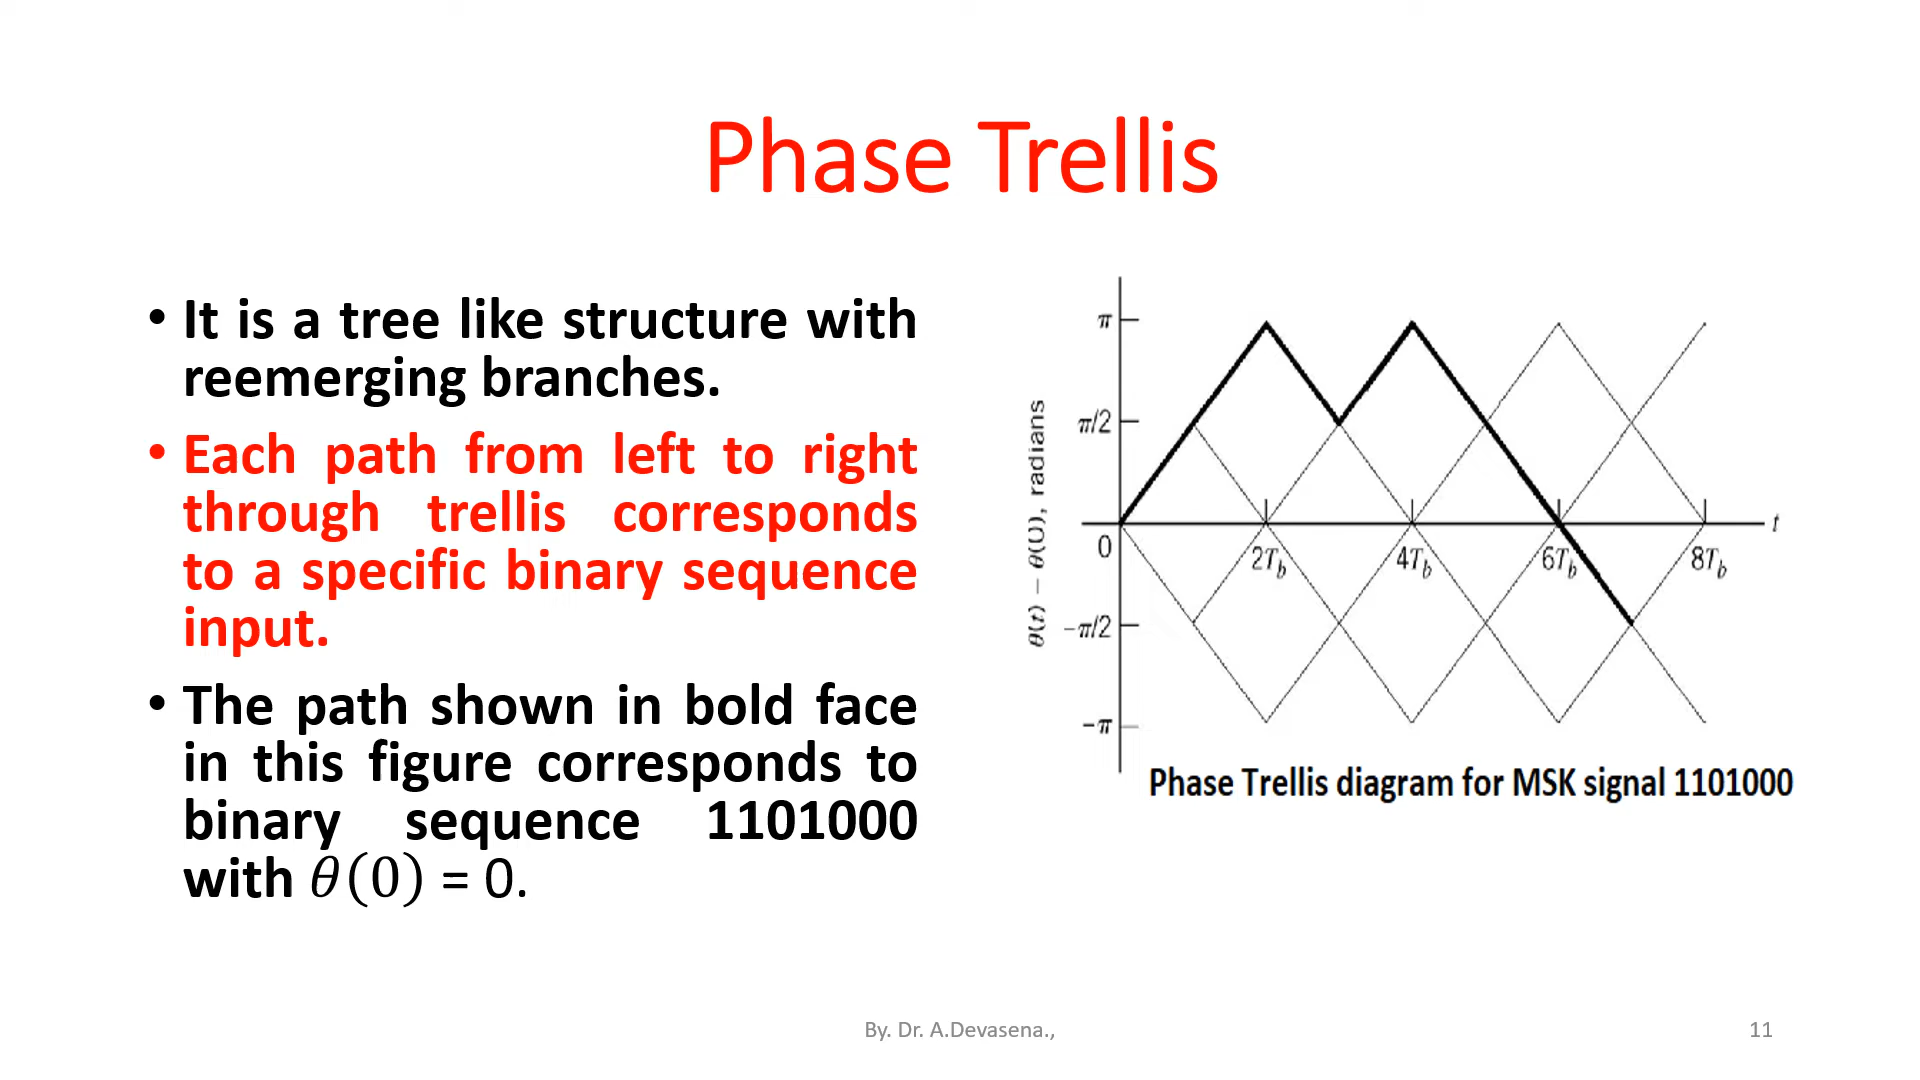 Phase Trellis
• It is a tree like structure with
reemerging branches.
• Each path from left to right
through trellis corresponds
to a specific binary sequence
input.
• The path shown in bold face
in this figure corresponds to
binary sequence 1101000
with θ(0) = 0.
θ(t) − θ(0), radians
π
π/2
0
−π/2
−π
2T_b
4T_b
6T_b
8T_b
t
Phase Trellis diagram for MSK signal 1101000
By. Dr. A.Devasena.,
11